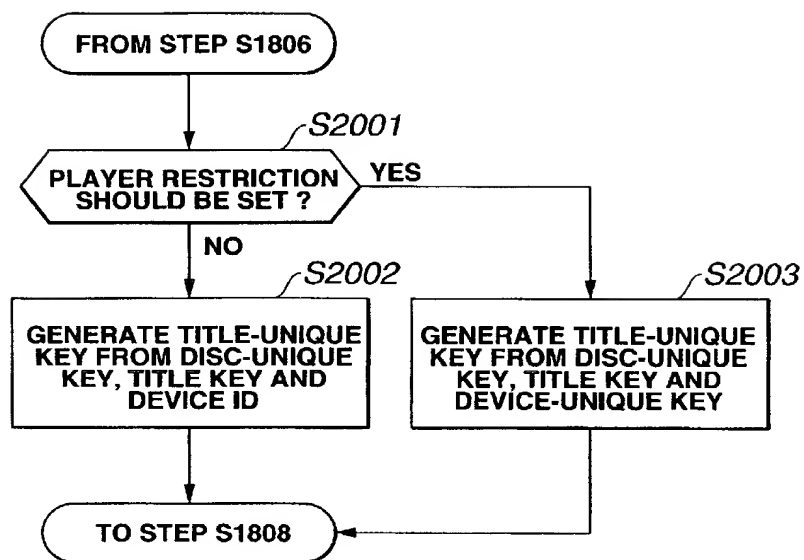 FROM STEP S1806
S2001
PLAYER RESTRICTION
SHOULD BE SET ?
YES
NO
S2002
GENERATE TITLE-UNIQUE
KEY FROM DISC-UNIQUE
KEY, TITLE KEY AND
DEVICE ID
S2003
GENERATE TITLE-UNIQUE
KEY FROM DISC-UNIQUE
KEY, TITLE KEY AND
DEVICE-UNIQUE KEY
TO STEP S1808